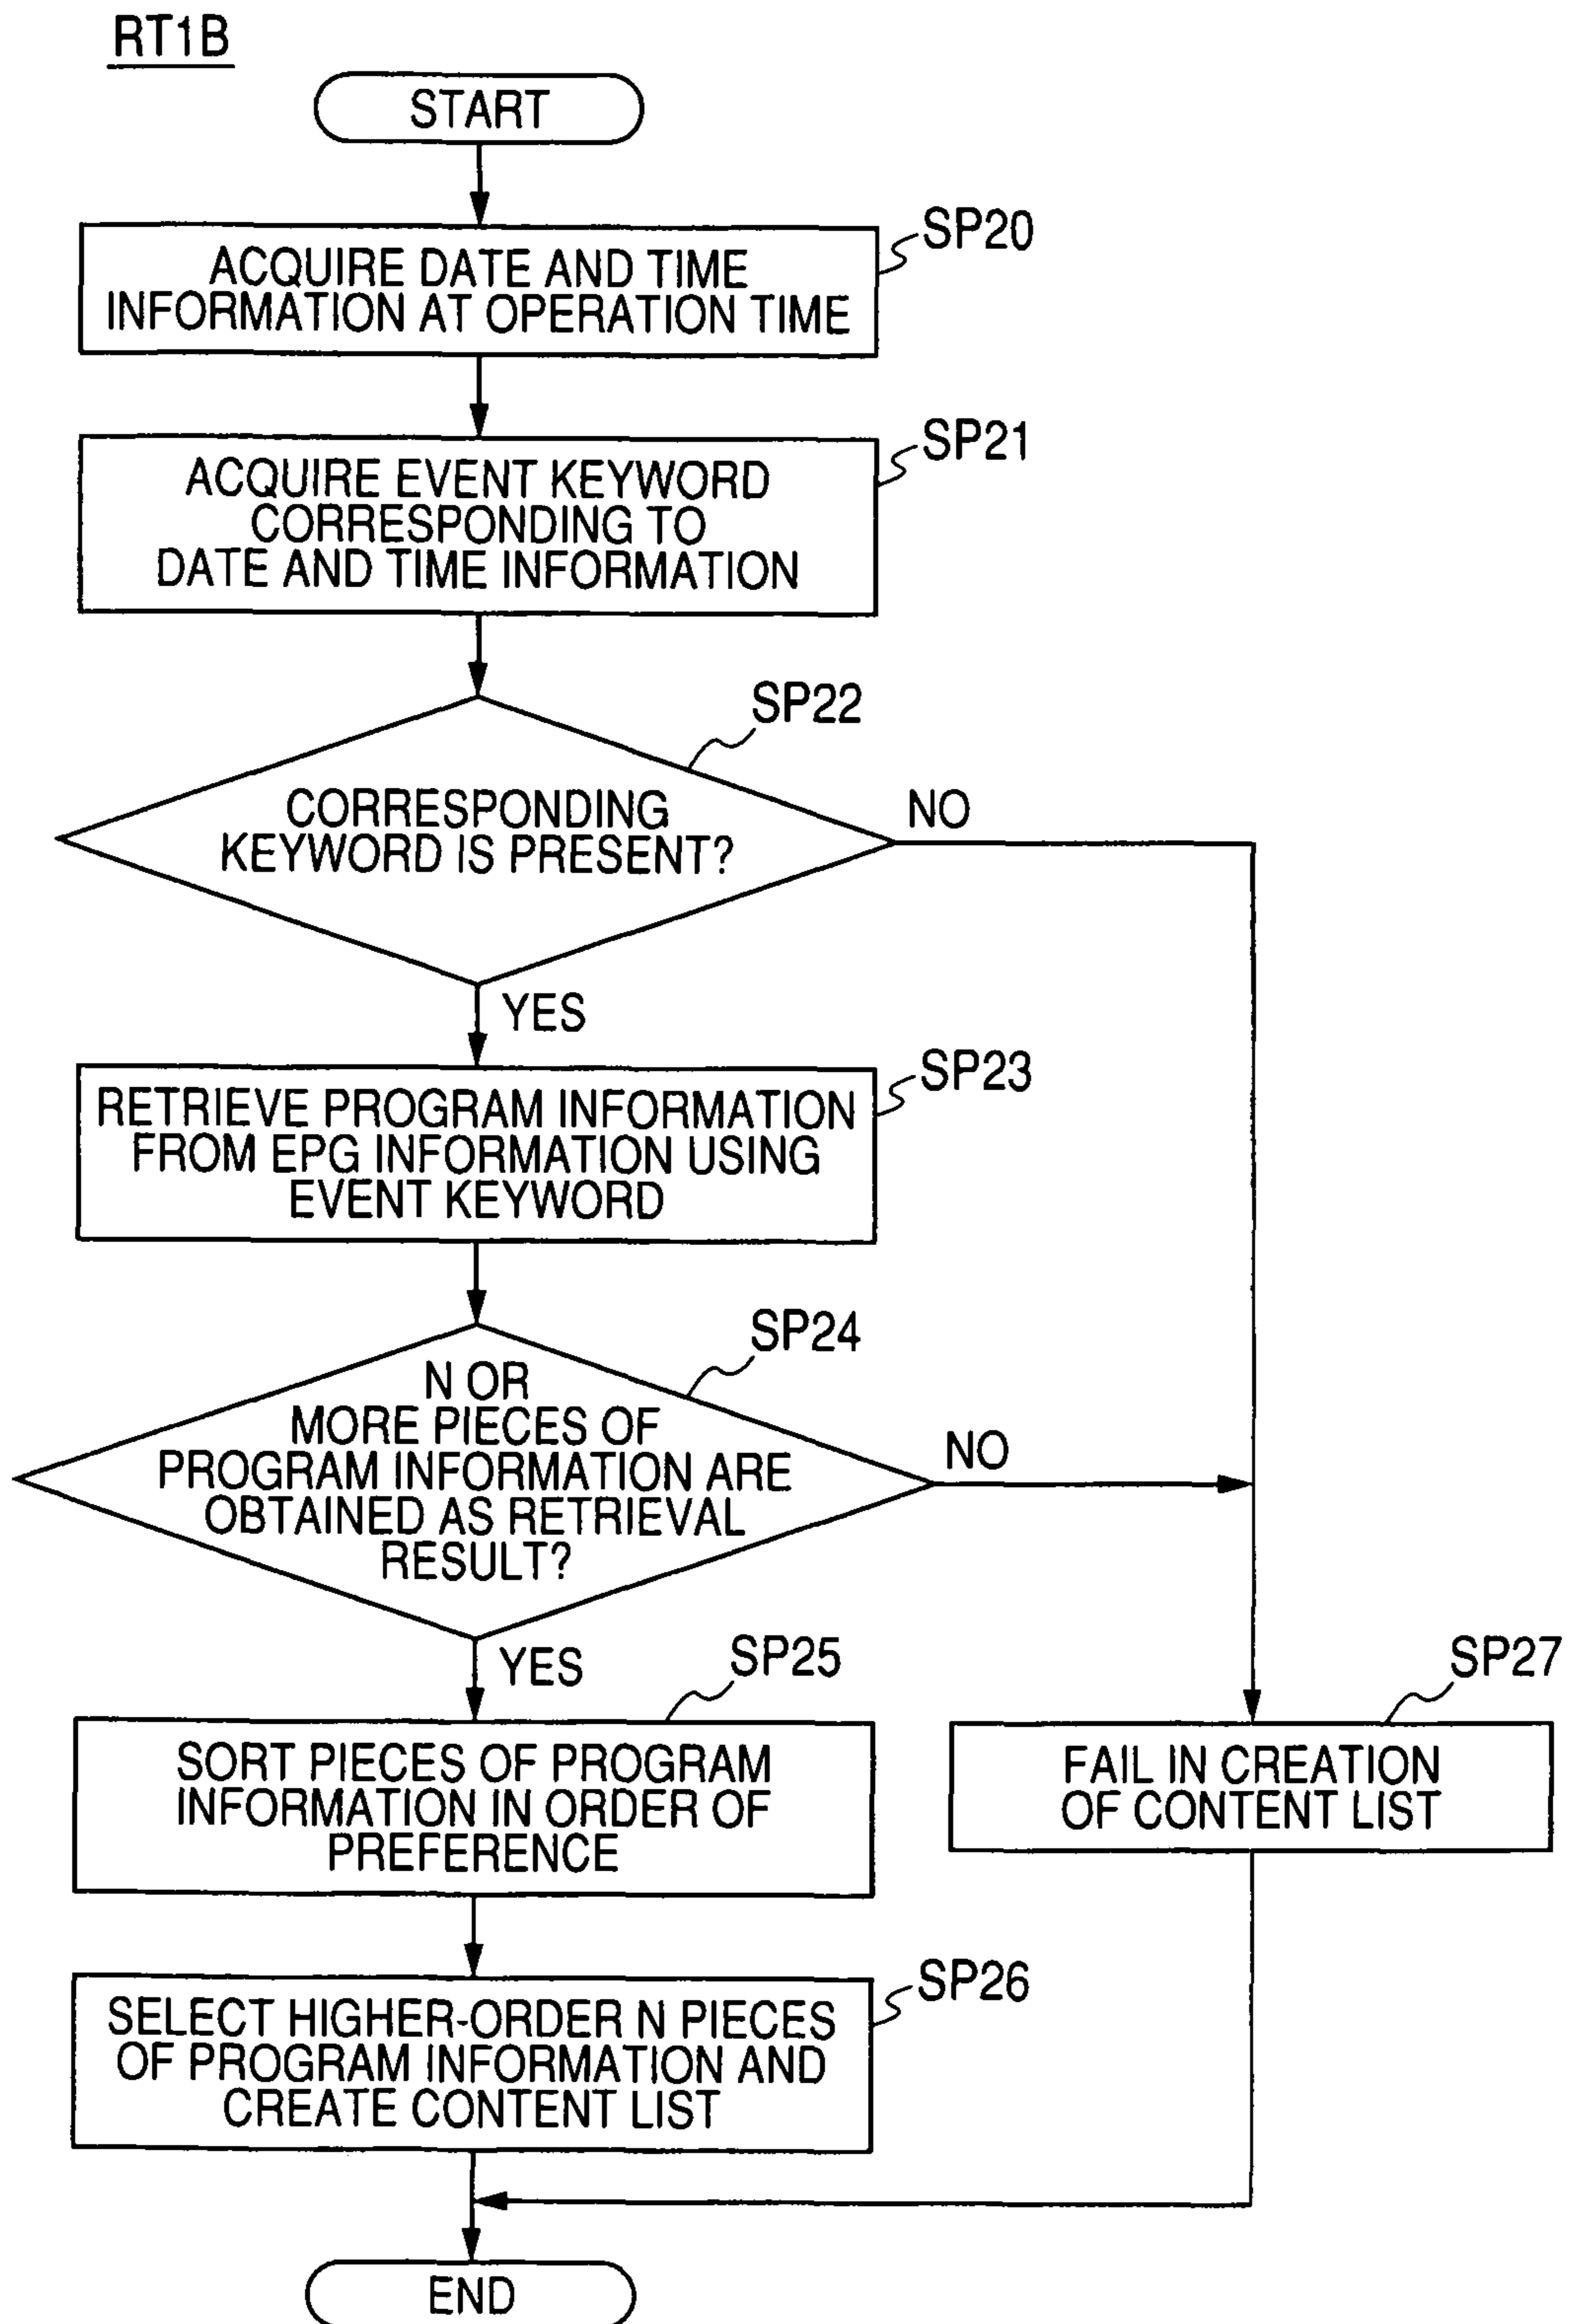 RT1B
START
SP20
ACQUIRE DATE AND TIME
INFORMATION AT OPERATION TIME
SP21
ACQUIRE EVENT KEYWORD
CORRESPONDING TO
DATE AND TIME INFORMATION
SP22
CORRESPONDING
KEYWORD IS PRESENT?
NO
YES
SP23
RETRIEVE PROGRAM INFORMATION
FROM EPG INFORMATION USING
EVENT KEYWORD
SP24
N OR
MORE PIECES OF
PROGRAM INFORMATION ARE
OBTAINED AS RETRIEVAL
RESULT?
NO
YES
SP25
SORT PIECES OF PROGRAM
INFORMATION IN ORDER OF
PREFERENCE
SP27
FAIL IN CREATION
OF CONTENT LIST
SP26
SELECT HIGHER-ORDER N PIECES
OF PROGRAM INFORMATION AND
CREATE CONTENT LIST
END